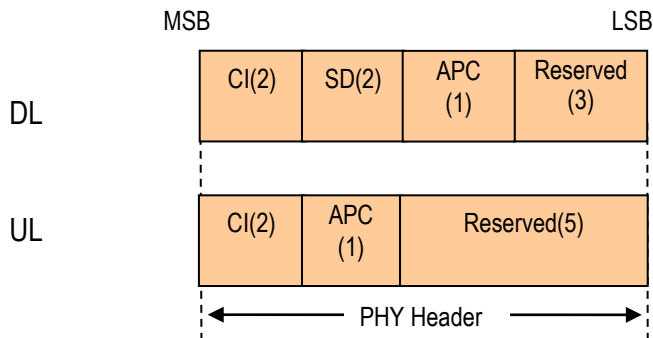 MSB LSB
DL
CI(2) SD(2) APC (1) Reserved (3)
UL
CI(2) APC (1) Reserved(5)
PHY Header